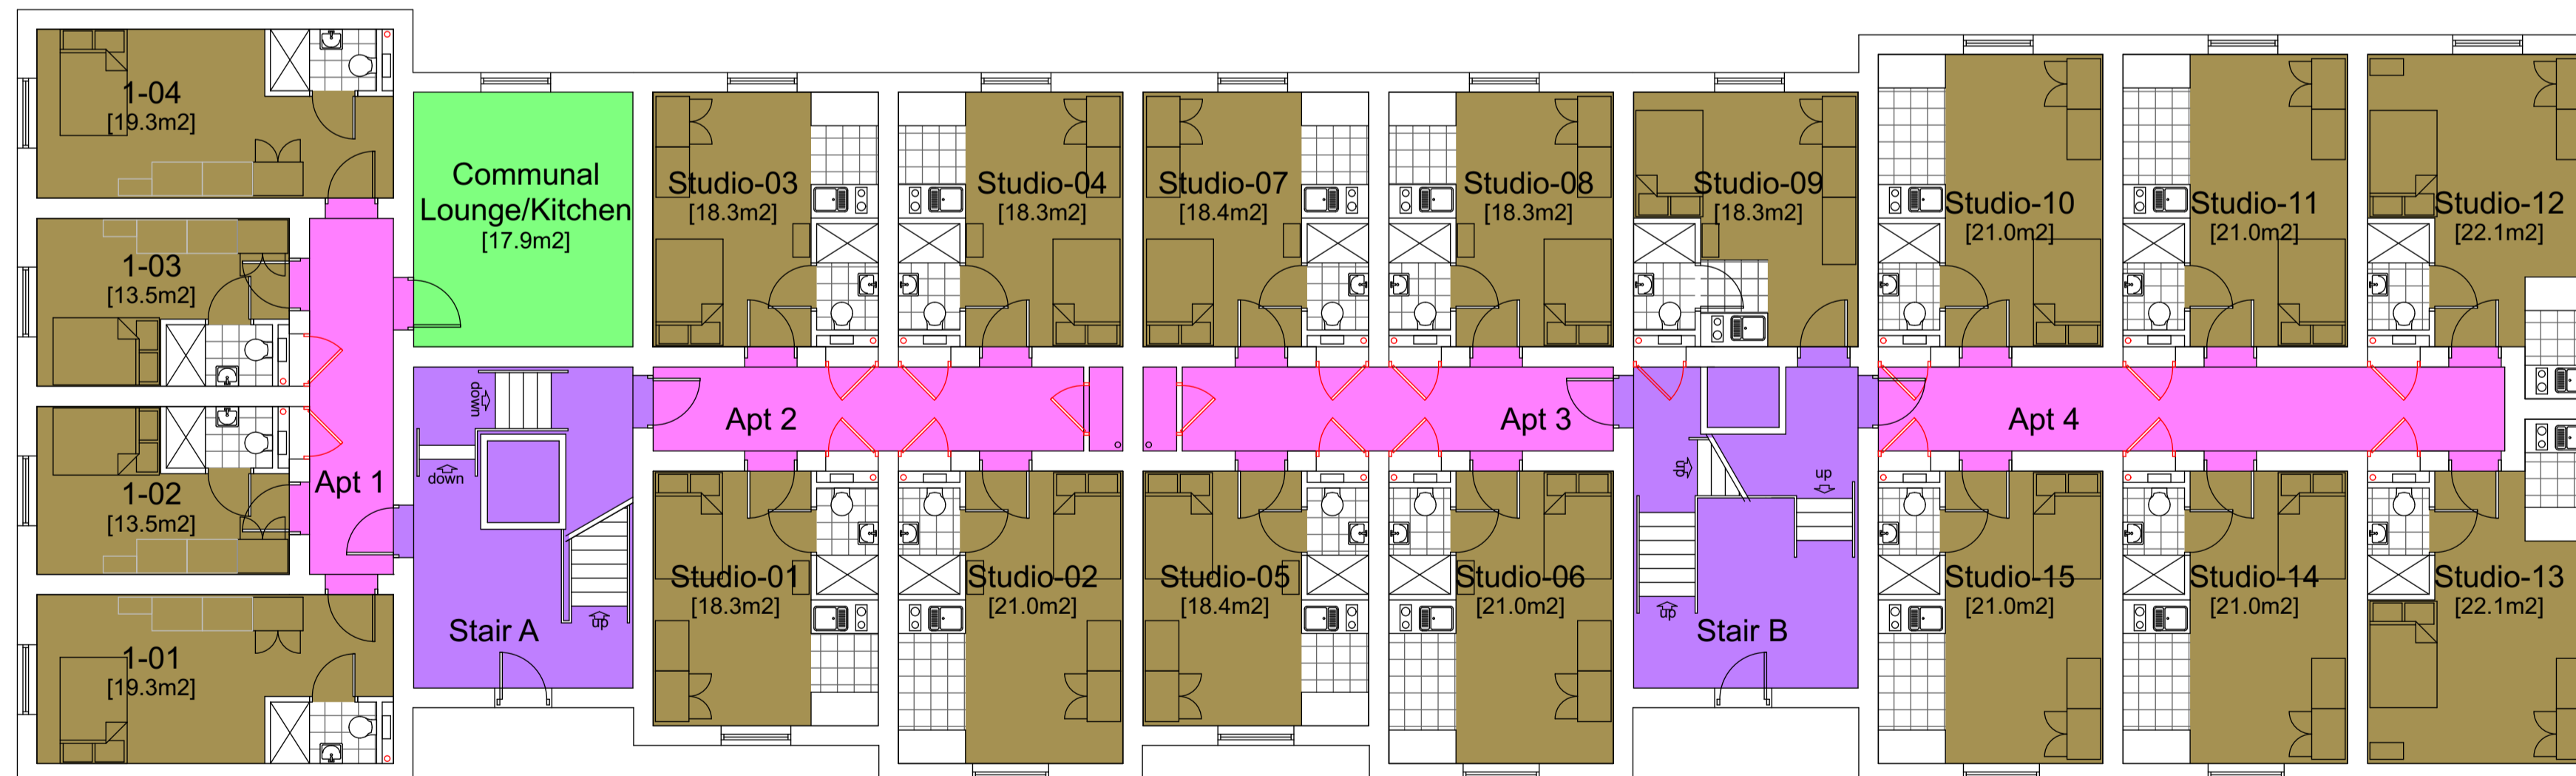 1-04
[19.3m2]
Communal
Lounge/Kitchen
[17.9m2]
Studio-03
[18.3m2]
Studio-04
[18.3m2]
Studio-07
[18.4m2]
Studio-08
[18.3m2]
Studio-09
[18.3m2]
Studio-10
[21.0m2]
Studio-11
[21.0m2]
Studio-12
[22.1m2]
1-03
[13.5m2]
down
down
Apt 2
Apt 3
Apt 4
up
up
1-02
[13.5m2]
Apt 1
Studio-01
[18.3m2]
Studio-02
[21.0m2]
Studio-05
[18.4m2]
Studio-06
[21.0m2]
Studio-15
[21.0m2]
Studio-14
[21.0m2]
Studio-13
[22.1m2]
up
up
Stair A
Stair B
1-01
[19.3m2]